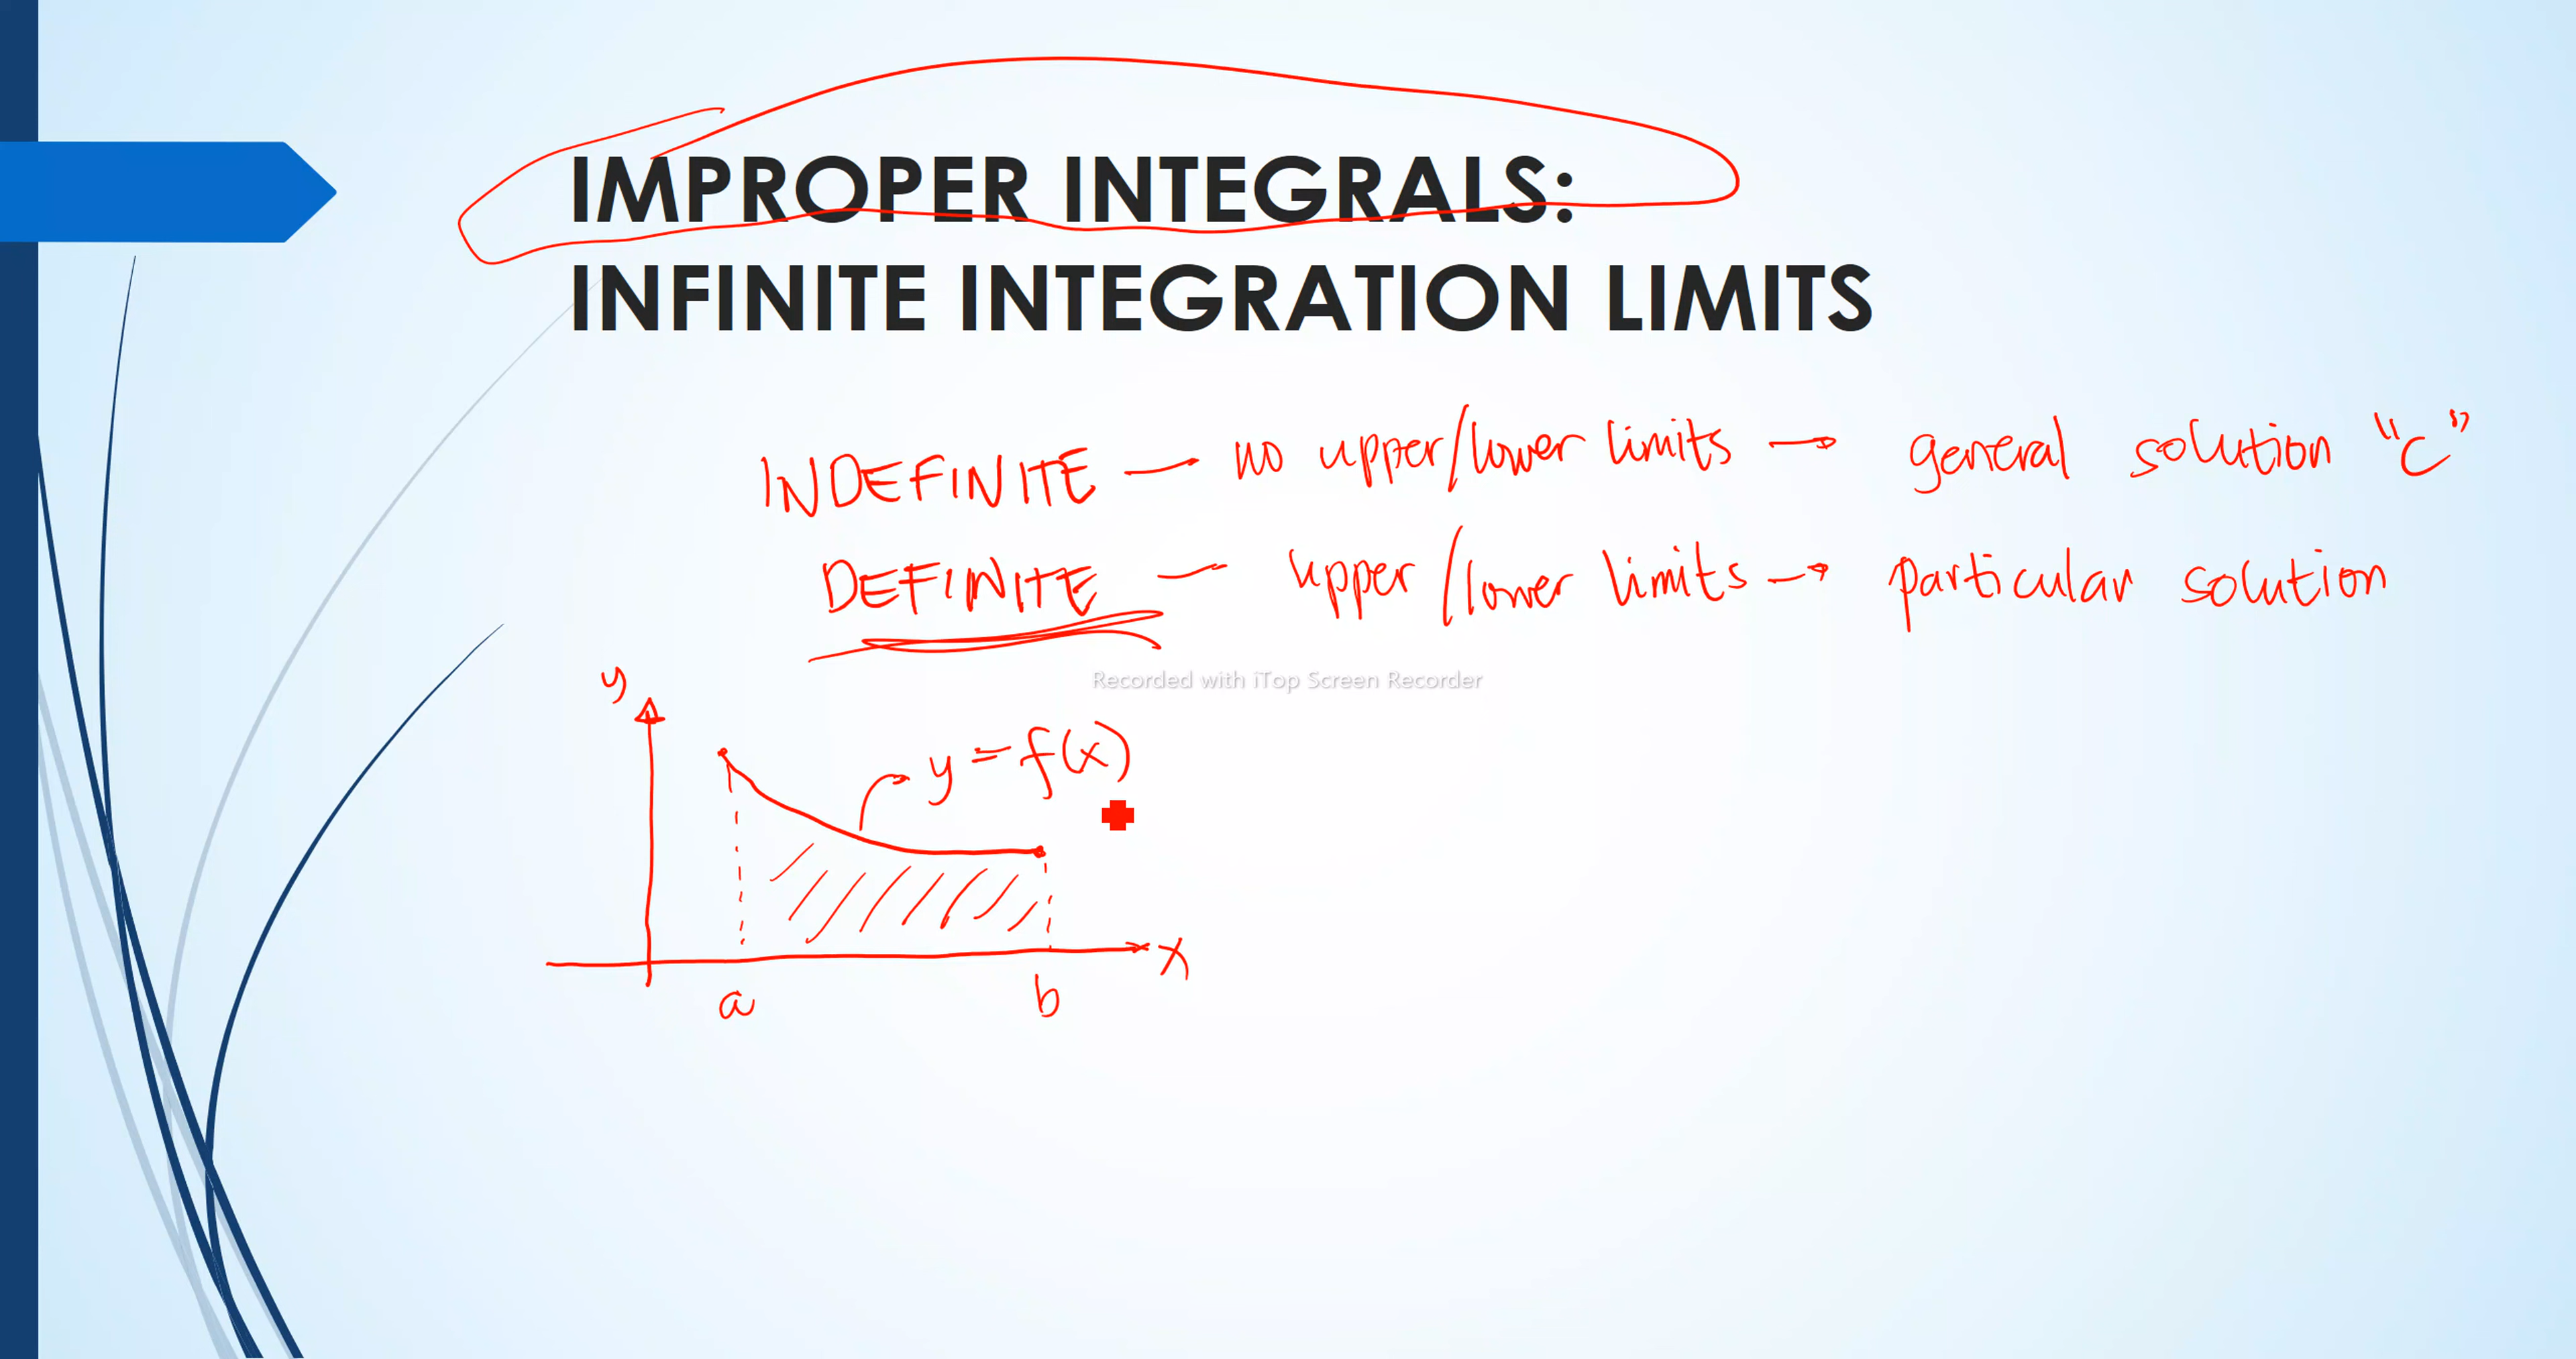 IMPROPER INTEGRALS:
INFINITE INTEGRATION LIMITS
INDEFINITE — no upper/lower limits → general solution "C"
DEFINITE — upper/lower limits → particular solution
Recorded with iTop Screen Recorder
y
y = f(x)
x
a b